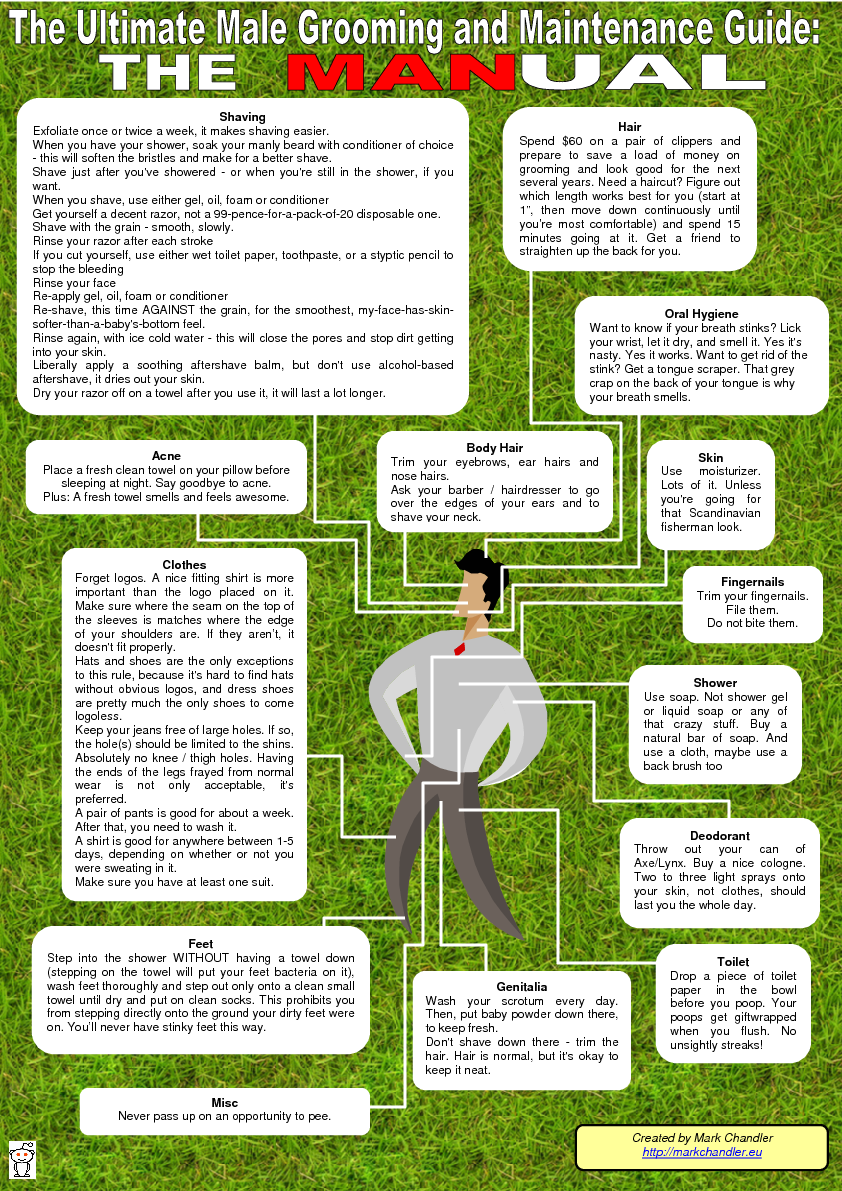 The Ultimate Male Grooming and Maintenance Guide:
THE MANUAL
Shaving
Exfoliate once or twice a week, it makes shaving easier.
When you have your shower, soak your manly beard with conditioner of choice
- this will soften the bristles and make for a better shave.
Shave just after you've showered - or when you're still in the shower, if you
want.
When you shave, use either gel, oil, foam or conditioner
Get yourself a decent razor, not a 99-pence-for-a-pack-of-20 disposable one.
Shave with the grain - smooth, slowly.
Rinse your razor after each stroke
If you cut yourself, use either wet toilet paper, toothpaste, or a styptic pencil to
stop the bleeding
Rinse your face
Re-apply gel, oil, foam or conditioner
Re-shave, this time AGAINST the grain, for the smoothest, my-face-has-skin-
softer-than-a-baby's-bottom feel.
Rinse again, with ice cold water - this will close the pores and stop dirt getting
into your skin.
Liberally apply a soothing aftershave balm, but don't use alcohol-based
aftershave, it dries out your skin.
Dry your razor off on a towel after you use it, it will last a lot longer.
Hair
Spend $60 on a pair of clippers and
prepare to save a load of money on
grooming and look good for the next
several years. Need a haircut? Figure out
which length works best for you (start at
1", then move down continuously until
you're most comfortable) and spend 15
minutes going at it. Get a friend to
straighten up the back for you.
Oral Hygiene
Want to know if your breath stinks? Lick
your wrist, let it dry, and smell it. Yes it's
nasty. Yes it works. Want to get rid of the
stink? Get a tongue scraper. That grey
crap on the back of your tongue is why
your breath smells.
Acne
Place a fresh clean towel on your pillow before
sleeping at night. Say goodbye to acne.
Plus: A fresh towel smells and feels awesome.
Body Hair
Trim your eyebrows, ear hairs and
nose hairs.
Ask your barber / hairdresser to go
over the edges of your ears and to
shave your neck.
Skin
Use moisturizer.
Lots of it. Unless
you're going for
that Scandinavian
fisherman look.
Clothes
Forget logos. A nice fitting shirt is more
important than the logo placed on it.
Make sure where the seam on the top of
the sleeves is matches where the edge
of your shoulders are. If they aren't, it
doesn't fit properly.
Hats and shoes are the only exceptions
to this rule, because it's hard to find hats
without obvious logos, and dress shoes
are pretty much the only shoes to come
logoless.
Keep your jeans free of large holes. If so,
the hole(s) should be limited to the shins.
Absolutely no knee / thigh holes. Having
the ends of the legs frayed from normal
wear is not only acceptable, it's
preferred.
A pair of pants is good for about a week.
After that, you need to wash it.
A shirt is good for anywhere between 1-5
days, depending on whether or not you
were sweating in it.
Make sure you have at least one suit.
Fingernails
Trim your fingernails.
File them.
Do not bite them.
Shower
Use soap. Not shower gel
or liquid soap or any of
that crazy stuff. Buy a
natural bar of soap. And
use a cloth, maybe use a
back brush too
Deodorant
Throw out your can of
Axe/Lynx. Buy a nice cologne.
Two to three light sprays onto
your skin, not clothes, should
last you the whole day.
Feet
Step into the shower WITHOUT having a towel down
(stepping on the towel will put your feet bacteria on it),
wash feet thoroughly and step out only onto a clean small
towel until dry and put on clean socks. This prohibits you
from stepping directly onto the ground your dirty feet were
on. You'll never have stinky feet this way.
Genitalia
Wash your scrotum every day.
Then, put baby powder down there,
to keep fresh.
Don't shave down there - trim the
hair. Hair is normal, but it's okay to
keep it neat.
Toilet
Drop a piece of toilet
paper in the bowl
before you poop. Your
poops get giftwrapped
when you flush. No
unsightly streaks!
Misc
Never pass up on an opportunity to pee.
Created by Mark Chandler
http://markchandler.eu